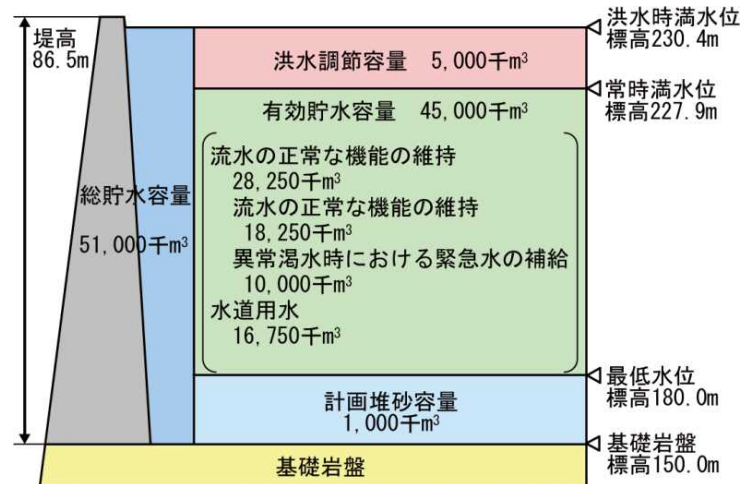 堤高
86.5m
総貯水容量
51,000千m³
洪水調節容量　5,000千m³
有効貯水容量　45,000千m³
流水の正常な機能の維持
28,250千m³
流水の正常な機能の維持
18,250千m³
異常渇水時における緊急水の補給
10,000千m³
水道用水
16,750千m³
計画堆砂容量
1,000千m³
基礎岩盤
洪水時満水位
標高230.4m
常時満水位
標高227.9m
最低水位
標高180.0m
基礎岩盤
標高150.0m